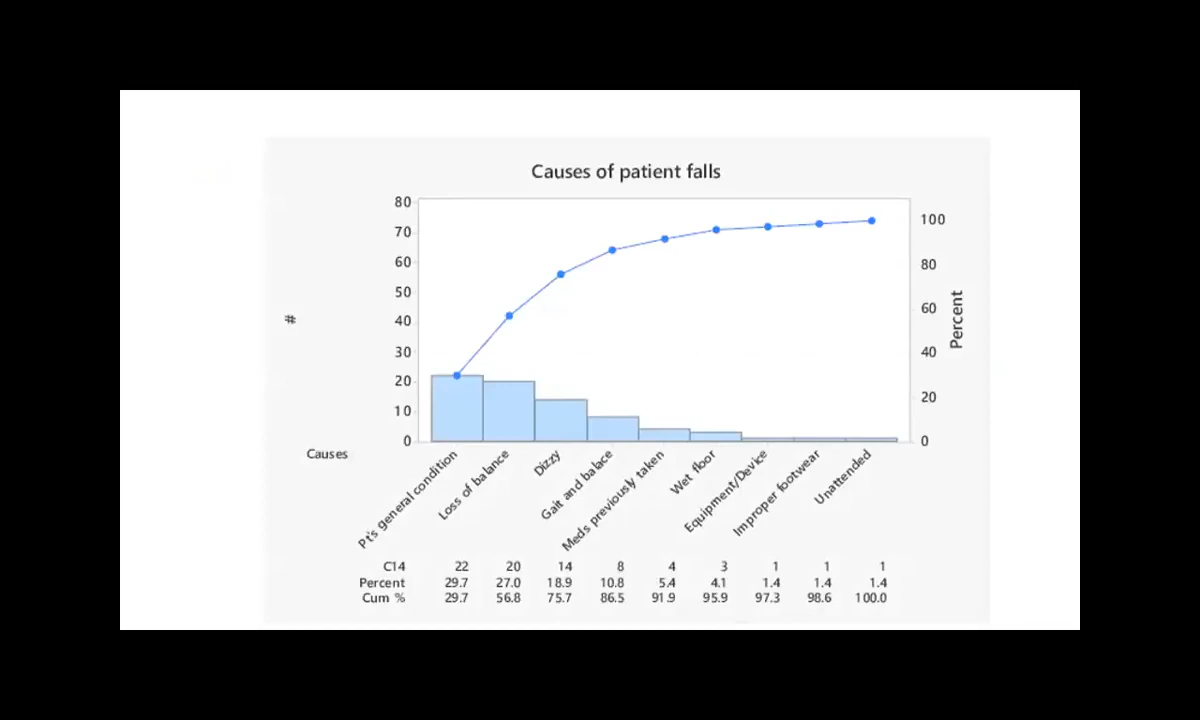 Causes of patient falls
80
70
60
50
40
30
20
10
0
#
100
80
60
40
20
0
Percent
Causes
Pt's general condition
Loss of balance
Dizzy
Gait and balace
Meds previously taken
Wet floor
Equipment/Device
Improper footwear
Unattended
C14 22 20 14 8 4 3 1 1 1
Percent 29.7 27.0 18.9 10.8 5.4 4.1 1.4 1.4 1.4
Cum % 29.7 56.8 75.7 86.5 91.9 95.9 97.3 98.6 100.0